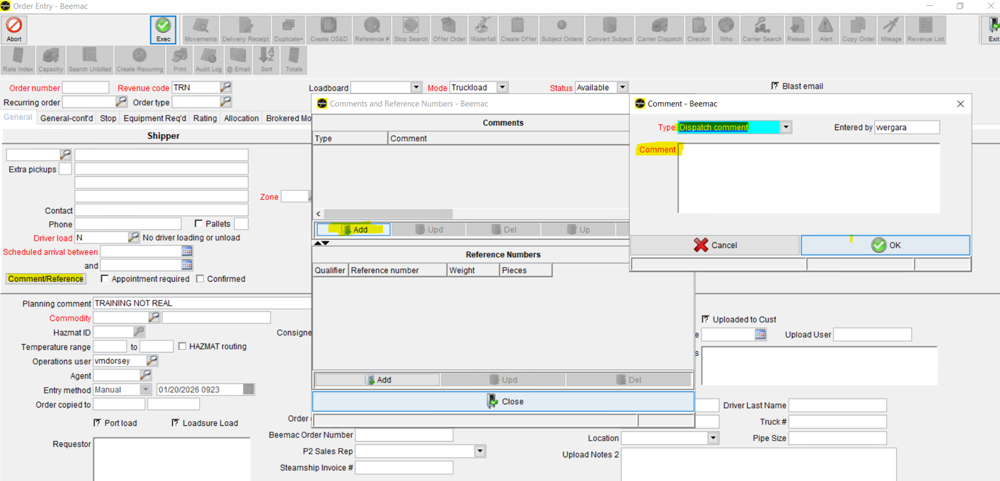 Order Entry - Beemac
Abort
Exec
Movements
Delivery Receipt
Duplicate=
Create OS&D
Reference #
Stop Search
Offer Order
Waterfall
Create Offer
Subject Orders
Convert Subject
Carrier Dispatch
Checkin
Who
Carrier Search
Release
Alert
Copy Order
Mileage
Revenue List
Exit
Rate Index
Capacity
Search Unbilled
Create Recurring
Print
Audit Log
@ Email
Sort
Totals
Order number
Revenue code TRN
Loadboard
Mode Truckload
Status Available
Blast email
Recurring order
Order type
General General-cont'd Stop Equipment Req'd Rating Allocation Brokered Mo
Shipper
Extra pickups
Zone
Contact
Phone
Pallets
Driver load N No driver loading or unload
Scheduled arrival between
and
Comment/Reference
Appointment required
Confirmed
Planning comment TRAINING NOT REAL
Commodity
Hazmat ID
Consigne
Temperature range to
HAZMAT routing
Operations user vmdorsey
Agent
Entry method Manual 01/20/2026 0923
Order copied to
Port load
Loadsure Load
Order
Requestor
Beemac Order Number
P2 Sales Rep
Steamship Invoice #
Comments and Reference Numbers - Beemac
Comments
Type Comment
Add Upd Del Up
Reference Numbers
Qualifier Reference number Weight Pieces
Add Upd Del
Close
Comment - Beemac
Type Dispatch comment
Entered by vvergara
Comment
Cancel OK
Uploaded to Cust
e
Upload User
s
Driver Last Name
Truck #
Location
Pipe Size
Upload Notes 2